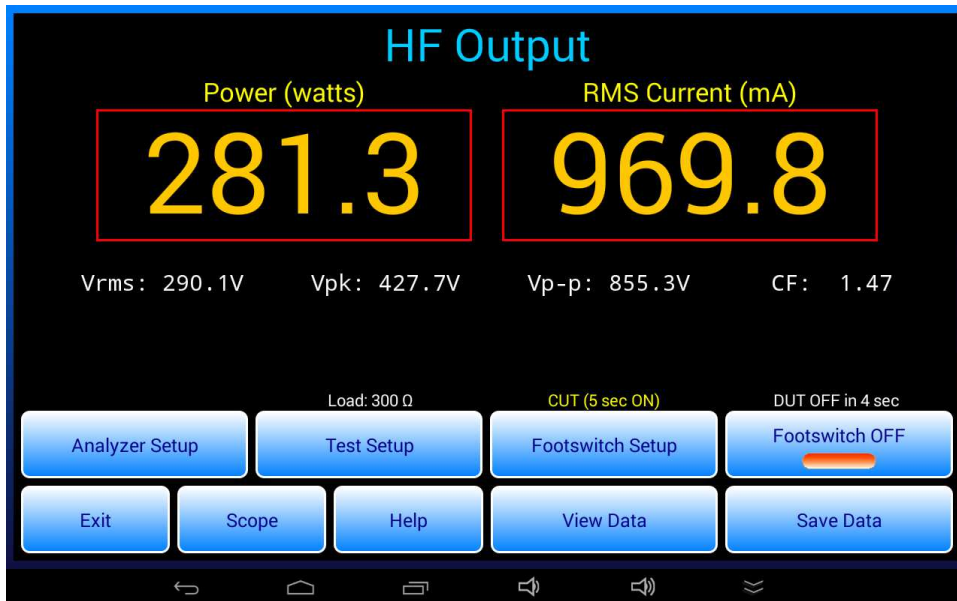 HF Output
Power (watts) RMS Current (mA)
281.3 969.8
Vrms: 290.1V Vpk: 427.7V Vp-p: 855.3V CF: 1.47
Load: 300 Ω CUT (5 sec ON) DUT OFF in 4 sec
Analyzer Setup Test Setup Footswitch Setup Footswitch OFF
Exit Scope Help View Data Save Data